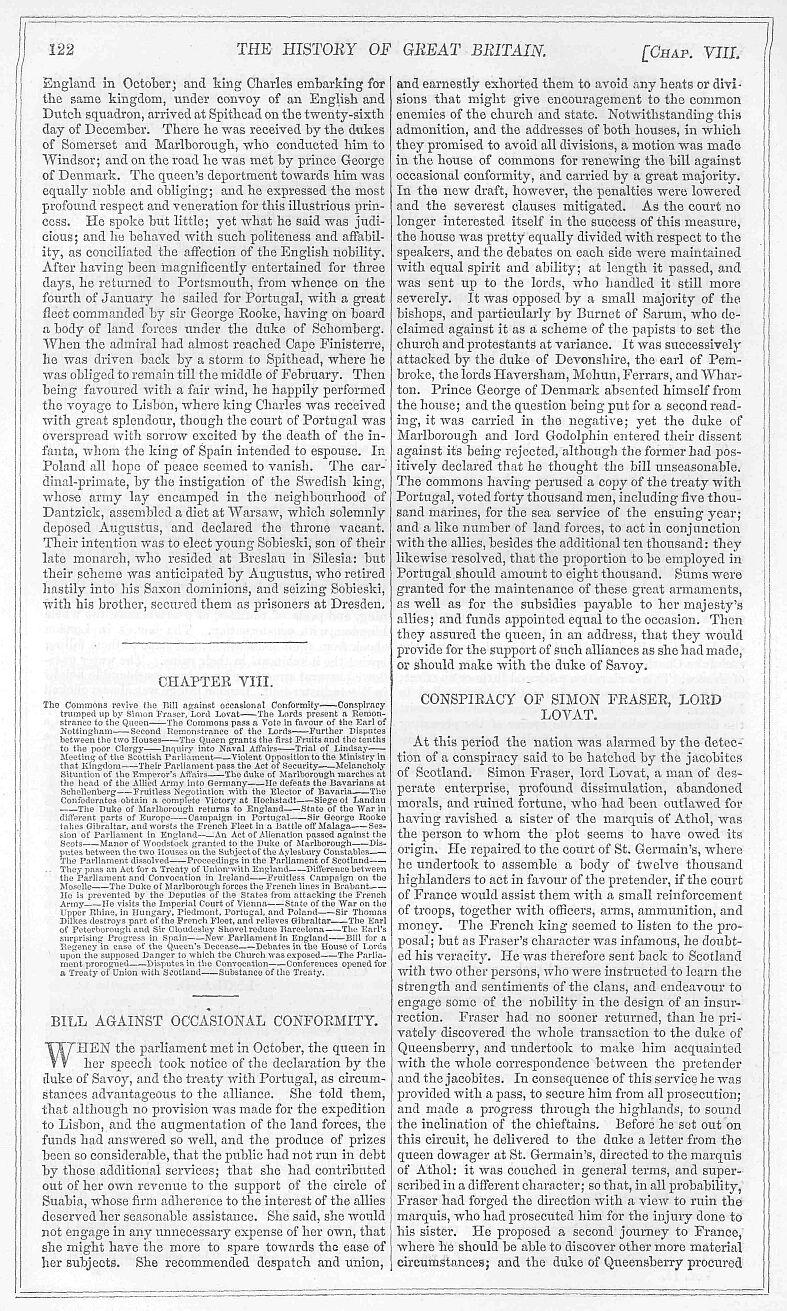 122 THE HISTORY OF GREAT BRITAIN. [CHAP. VIII.
England in October; and king Charles embarking for
the same kingdom, under convoy of an English and
Dutch squadron, arrived at Spithead on the twenty-sixth
day of December. There he was received by the dukes
of Somerset and Marlborough, who conducted him to
Windsor; and on the road he was met by prince George
of Denmark. The queen's deportment towards him was
equally noble and obliging; and he expressed the most
profound respect and veneration for this illustrious prin-
cess. He spoke but little; yet what he said was judi-
cious; and he behaved with such politeness and affabil-
ity, as conciliated the affection of the English nobility.
After having been magnificently entertained for three
days, he returned to Portsmouth, from whence on the
fourth of January he sailed for Portugal, with a great
fleet commanded by sir George Rooke, having on board
a body of land forces under the duke of Schomberg.
When the admiral had almost reached Cape Finisterre,
he was driven back by a storm to Spithead, where he
was obliged to remain till the middle of February. Then
being favoured with a fair wind, he happily performed
the voyage to Lisbon, where king Charles was received
with great splendour, though the court of Portugal was
overspread with sorrow excited by the death of the in-
fanta, whom the king of Spain intended to espouse. In
Poland all hope of peace seemed to vanish. The car-
dinal-primate, by the instigation of the Swedish king,
whose army lay encamped in the neighbourhood of
Dantzick, assembled a diet at Warsaw, which solemnly
deposed Augustus, and declared the throne vacant.
Their intention was to elect young Sobieski, son of their
late monarch, who resided at Breslau in Silesia: but
their scheme was anticipated by Augustus, who retired
hastily into his Saxon dominions, and seizing Sobieski,
with his brother, secured them as prisoners at Dresden.
CHAPTER VIII.
The Commons revive the Bill against occasional Conformity—Conspiracy
trumped up by Simon Fraser, Lord Lovat—The Lords present a Remon-
strance to the Queen—The Commons pass a Vote in favour of the Earl of
Nottingham—Second Remonstrance of the Lords—Further Disputes
between the two Houses—The Queen grants the first Fruits and the tenths
to the poor Clergy—Inquiry into Naval Affairs—Trial of Lindsay—
Meeting of the Scottish Parliament—Violent Opposition to the Ministry in
that Kingdom—Their Parliament pass the Act of Security—Melancholy
Situation of the Emperor's Affairs—The duke of Marlborough marches at
the head of the Allied Army into Germany—He defeats the Bavarians at
Schellenberg—Fruitless Negotiation with the Elector of Bavaria—The
Confederates obtain a complete Victory at Hochstadt—Siege of Landau
—The Duke of Marlborough returns to England—State of the War in
different parts of Europe—Campaign in Portugal—Sir George Rooke
takes Gibraltar, and worsts the French Fleet in a Battle off Malaga—Ses-
sion of Parliament in England—An Act of Alienation passed against the
Scots—Manor of Woodstock granted to the Duke of Marlborough—Dis-
putes between the two Houses on the Subject of the Aylesbury Constables—
The Parliament dissolved—Proceedings in the Parliament of Scotland—
They pass an Act for a Treaty of Union with England—Difference between
the Parliament and Convocation in Ireland—Fruitless Campaign on the
Moselle—The Duke of Marlborough forces the French lines in Brabant—
He is prevented by the Deputies of the States from attacking the French
Army—He visits the Imperial Court of Vienna—State of the War on the
Upper Rhine, in Hungary, Piedmont, Portugal, and Poland—Sir Thomas
Dilkes destroys part of the French Fleet, and relieves Gibraltar—The Earl
of Peterborough and Sir Cloudesley Shovel reduce Barcelona—The Earl's
surprising Progress in Spain—New Parliament in England—Bill for a
Regency in case of the Queen's Decease—Debates in the House of Lords
upon the supposed Danger to which the Church was exposed—The Parlia-
ment prorogued—Disputes in the Convocation—Conferences opened for
a Treaty of Union with Scotland—Substance of the Treaty.
BILL AGAINST OCCASIONAL CONFORMITY.
WHEN the parliament met in October, the queen in
her speech took notice of the declaration by the
duke of Savoy, and the treaty with Portugal, as circum-
stances advantageous to the alliance. She told them,
that although no provision was made for the expedition
to Lisbon, and the augmentation of the land forces, the
funds had answered so well, and the produce of prizes
been so considerable, that the public had not run in debt
by those additional services; that she had contributed
out of her own revenue to the support of the circle of
Suabia, whose firm adherence to the interest of the allies
deserved her seasonable assistance. She said, she would
not engage in any unnecessary expense of her own, that
she might have the more to spare towards the ease of
her subjects. She recommended despatch and union,
and earnestly exhorted them to avoid any heats or divi-
sions that might give encouragement to the common
enemies of the church and state. Notwithstanding this
admonition, and the addresses of both houses, in which
they promised to avoid all divisions, a motion was made
in the house of commons for renewing the bill against
occasional conformity, and carried by a great majority.
In the new draft, however, the penalties were lowered
and the severest clauses mitigated. As the court no
longer interested itself in the success of this measure,
the house was pretty equally divided with respect to the
speakers, and the debates on each side were maintained
with equal spirit and ability; at length it passed, and
was sent up to the lords, who handled it still more
severely. It was opposed by a small majority of the
bishops, and particularly by Burnet of Sarum, who de-
claimed against it as a scheme of the papists to set the
church and protestants at variance. It was successively
attacked by the duke of Devonshire, the earl of Pem-
broke, the lords Haversham, Mohun, Ferrars, and Whar-
ton. Prince George of Denmark absented himself from
the house; and the question being put for a second read-
ing, it was carried in the negative; yet the duke of
Marlborough and lord Godolphin entered their dissent
against its being rejected, although the former had pos-
itively declared that he thought the bill unseasonable.
The commons having perused a copy of the treaty with
Portugal, voted forty thousand men, including five thou-
sand marines, for the sea service of the ensuing year;
and a like number of land forces, to act in conjunction
with the allies, besides the additional ten thousand: they
likewise resolved, that the proportion to be employed in
Portugal should amount to eight thousand. Sums were
granted for the maintenance of these great armaments,
as well as for the subsidies payable to her majesty's
allies; and funds appointed equal to the occasion. Then
they assured the queen, in an address, that they would
provide for the support of such alliances as she had made,
or should make with the duke of Savoy.
CONSPIRACY OF SIMON FRASER, LORD
LOVAT.
At this period the nation was alarmed by the detec-
tion of a conspiracy said to be hatched by the jacobites
of Scotland. Simon Fraser, lord Lovat, a man of des-
perate enterprise, profound dissimulation, abandoned
morals, and ruined fortune, who had been outlawed for
having ravished a sister of the marquis of Athol, was
the person to whom the plot seems to have owed its
origin. He repaired to the court of St. Germain's, where
he undertook to assemble a body of twelve thousand
highlanders to act in favour of the pretender, if the court
of France would assist them with a small reinforcement
of troops, together with officers, arms, ammunition, and
money. The French king seemed to listen to the pro-
posal; but as Fraser's character was infamous, he doubt-
ed his veracity. He was therefore sent back to Scotland
with two other persons, who were instructed to learn the
strength and sentiments of the clans, and endeavour to
engage some of the nobility in the design of an insur-
rection. Fraser had no sooner returned, than he pri-
vately discovered the whole transaction to the duke of
Queensberry, and undertook to make him acquainted
with the whole correspondence between the pretender
and the jacobites. In consequence of this service he was
provided with a pass, to secure him from all prosecution;
and made a progress through the highlands, to sound
the inclination of the chieftains. Before he set out on
this circuit, he delivered to the duke a letter from the
queen dowager at St. Germain's, directed to the marquis
of Athol: it was couched in general terms, and super-
scribed in a different character; so that, in all probability,
Fraser had forged the direction with a view to ruin the
marquis, who had prosecuted him for the injury done to
his sister. He proposed a second journey to France,
where he should be able to discover other more material
circumstances; and the duke of Queensberry procured